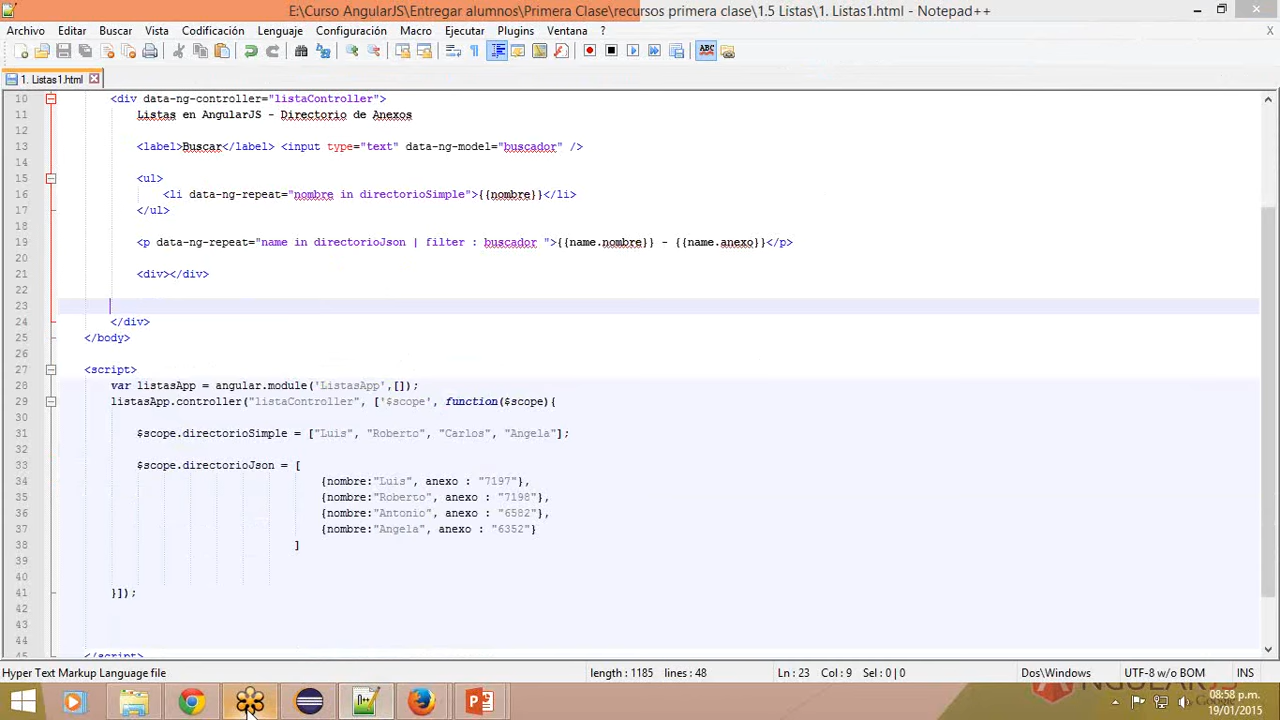 E:\Curso AngularJS\Entregar alumnos\Primera Clase\recursos primera clase\1.5 Listas\1. Listas1.html - Notepad++
Archivo Editar Buscar Vista Codificación Lenguaje Configuración Macro Ejecutar Plugins Ventana ? X
1. Listas1.html
10 <div data-ng-controller="listaController">
11 Listas en AngularJS - Directorio de Anexos
12
13 <label>Buscar</label> <input type="text" data-ng-model="buscador" />
14
15 <ul>
16 <li data-ng-repeat="nombre in directorioSimple">{{nombre}}</li>
17 </ul>
18
19 <p data-ng-repeat="name in directorioJson | filter : buscador ">{{name.nombre}} - {{name.anexo}}</p>
20
21 <div></div>
22
23
24 </div>
25 </body>
26
27 <script>
28 var listasApp = angular.module('ListasApp',[]);
29 listasApp.controller("listaController", ['$scope', function($scope){
30
31 $scope.directorioSimple = ["Luis", "Roberto", "Carlos", "Angela"];
32
33 $scope.directorioJson = [
34 {nombre:"Luis", anexo : "7197"},
35 {nombre:"Roberto", anexo : "7198"},
36 {nombre:"Antonio", anexo : "6582"},
37 {nombre:"Angela", anexo : "6352"}
38 ]
39
40
41 }]);
42
43
44
45 </script>
Hyper Text Markup Language file length : 1185 lines : 48 Ln : 23 Col : 9 Sel : 0 | 0 Dos\Windows UTF-8 w/o BOM INS
08:58 p.m.
19/01/2015